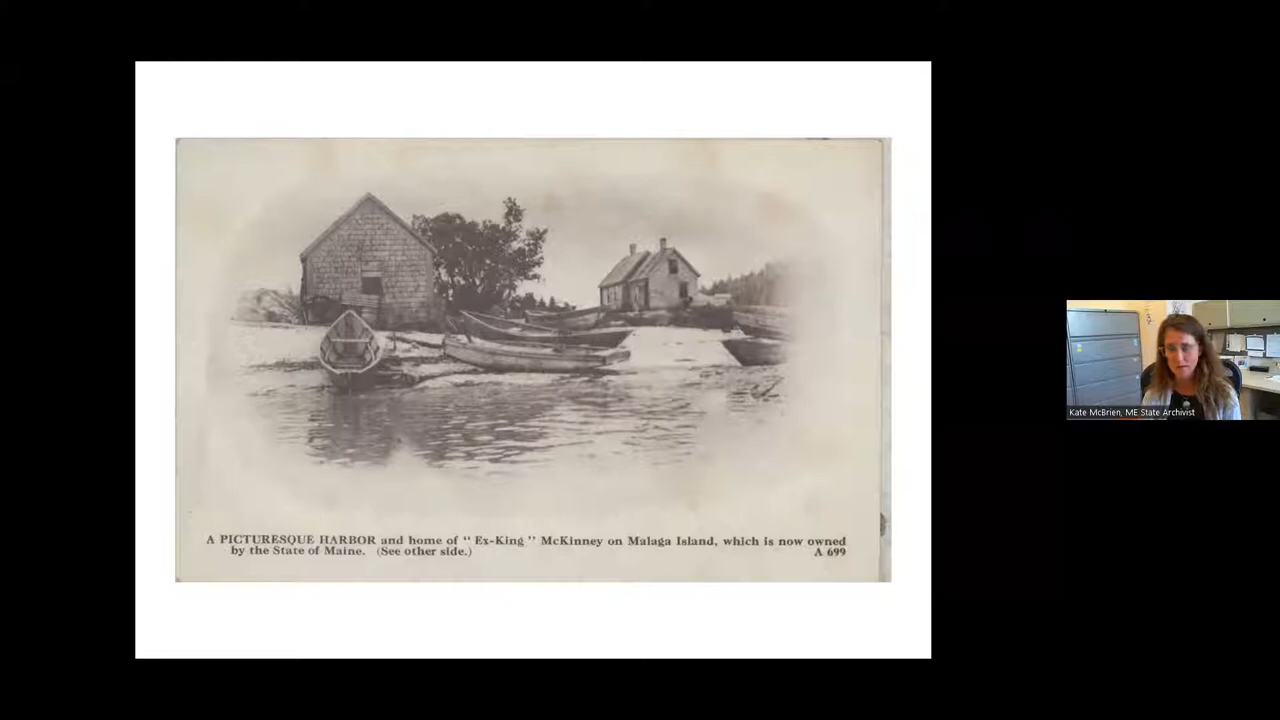 A PICTURESQUE HARBOR and home of " Ex-King " McKinney on Malaga Island, which is now owned
by the State of Maine. (See other side.) A 699
Kate McBrien, ME State Archivist